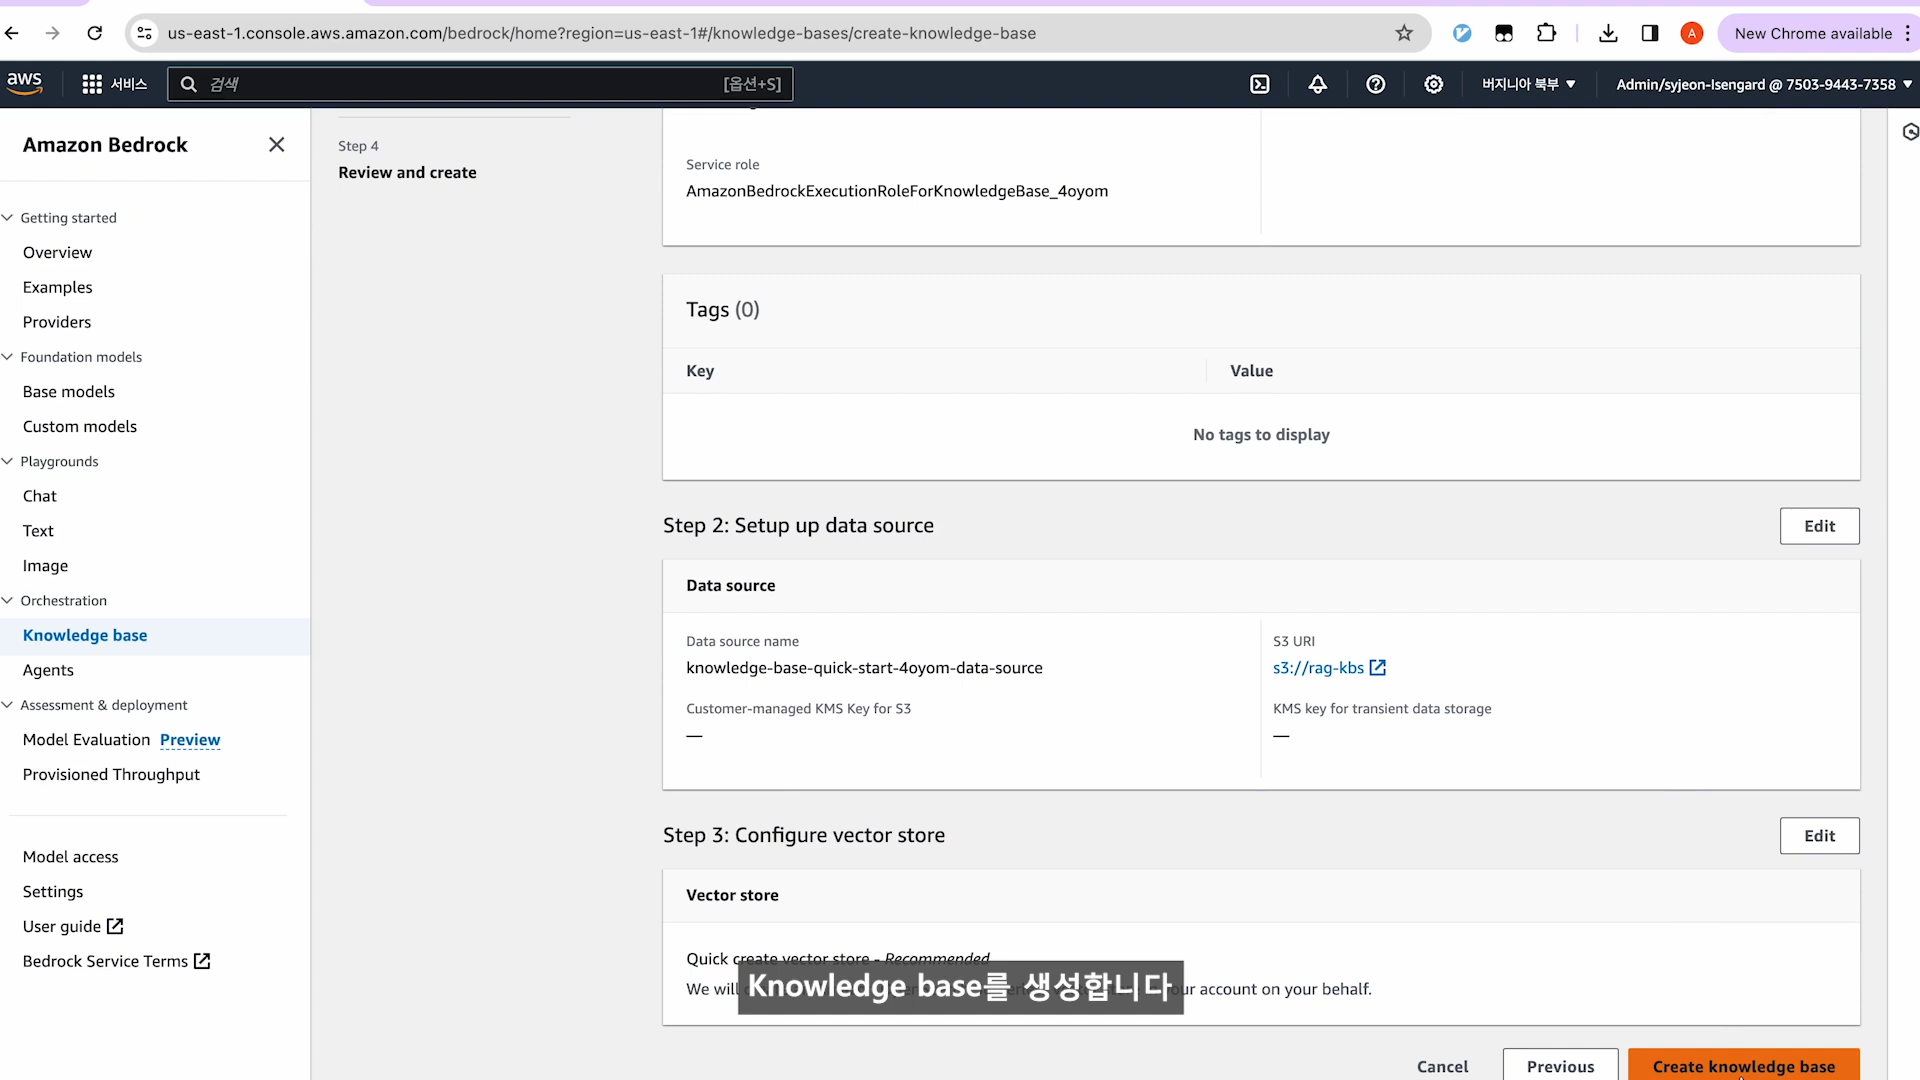 us-east-1.console.aws.amazon.com/bedrock/home?region=us-east-1#/knowledge-bases/create-knowledge-base
A
New Chrome available
aws
서비스
검색
[옵션+S]
버지니아 북부
Admin/syjeon-Isengard @ 7503-9443-7358
Amazon Bedrock
Getting started
Overview
Examples
Providers
Foundation models
Base models
Custom models
Playgrounds
Chat
Text
Image
Orchestration
Knowledge base
Agents
Assessment & deployment
Model Evaluation Preview
Provisioned Throughput
Model access
Settings
User guide
Bedrock Service Terms
Step 4
Review and create
Service role
AmazonBedrockExecutionRoleForKnowledgeBase_4oyom
Tags (0)
Key Value
No tags to display
Step 2: Setup up data source
Edit
Data source
Data source name
knowledge-base-quick-start-4oyom-data-source
S3 URI
s3://rag-kbs
Customer-managed KMS Key for S3
—
KMS key for transient data storage
—
Step 3: Configure vector store
Edit
Vector store
Quick create vector store - Recommended
We will account on your behalf.
Knowledge base를 생성합니다
Cancel
Previous
Create knowledge base